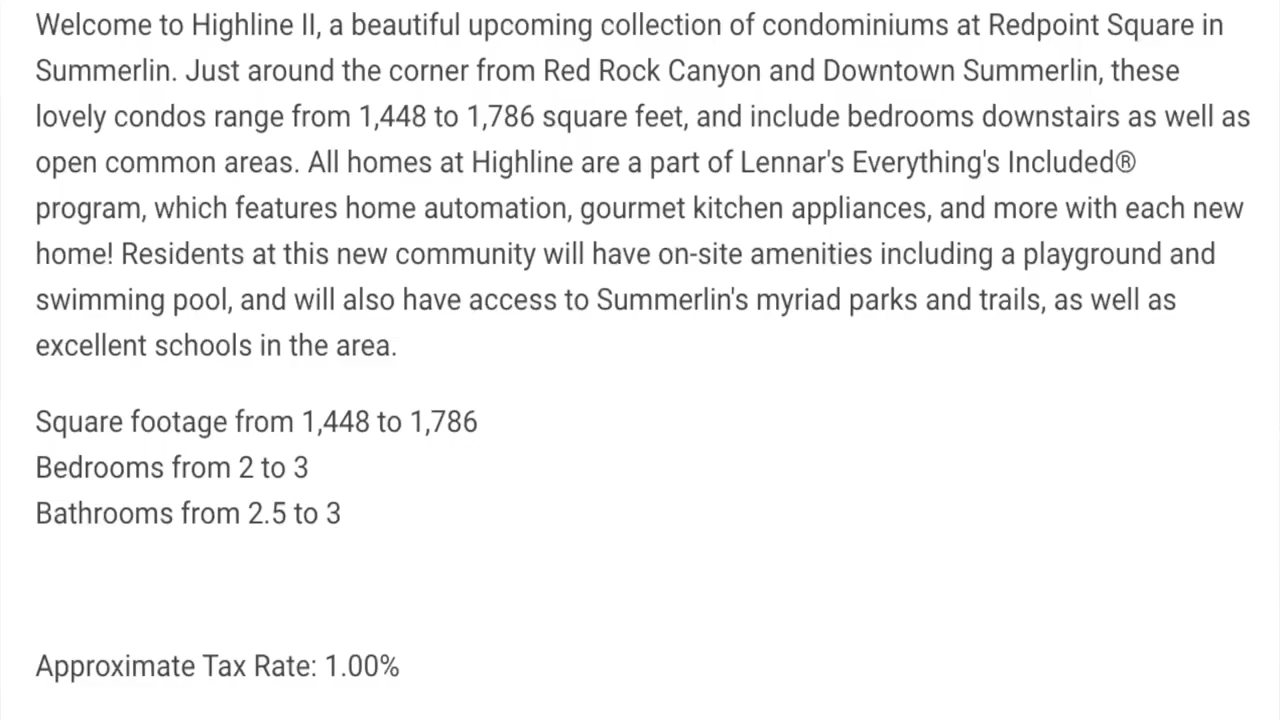 Welcome to Highline II, a beautiful upcoming collection of condominiums at Redpoint Square in
Summerlin. Just around the corner from Red Rock Canyon and Downtown Summerlin, these
lovely condos range from 1,448 to 1,786 square feet, and include bedrooms downstairs as well as
open common areas. All homes at Highline are a part of Lennar's Everything's Included®
program, which features home automation, gourmet kitchen appliances, and more with each new
home! Residents at this new community will have on-site amenities including a playground and
swimming pool, and will also have access to Summerlin's myriad parks and trails, as well as
excellent schools in the area.
Square footage from 1,448 to 1,786
Bedrooms from 2 to 3
Bathrooms from 2.5 to 3
Approximate Tax Rate: 1.00%